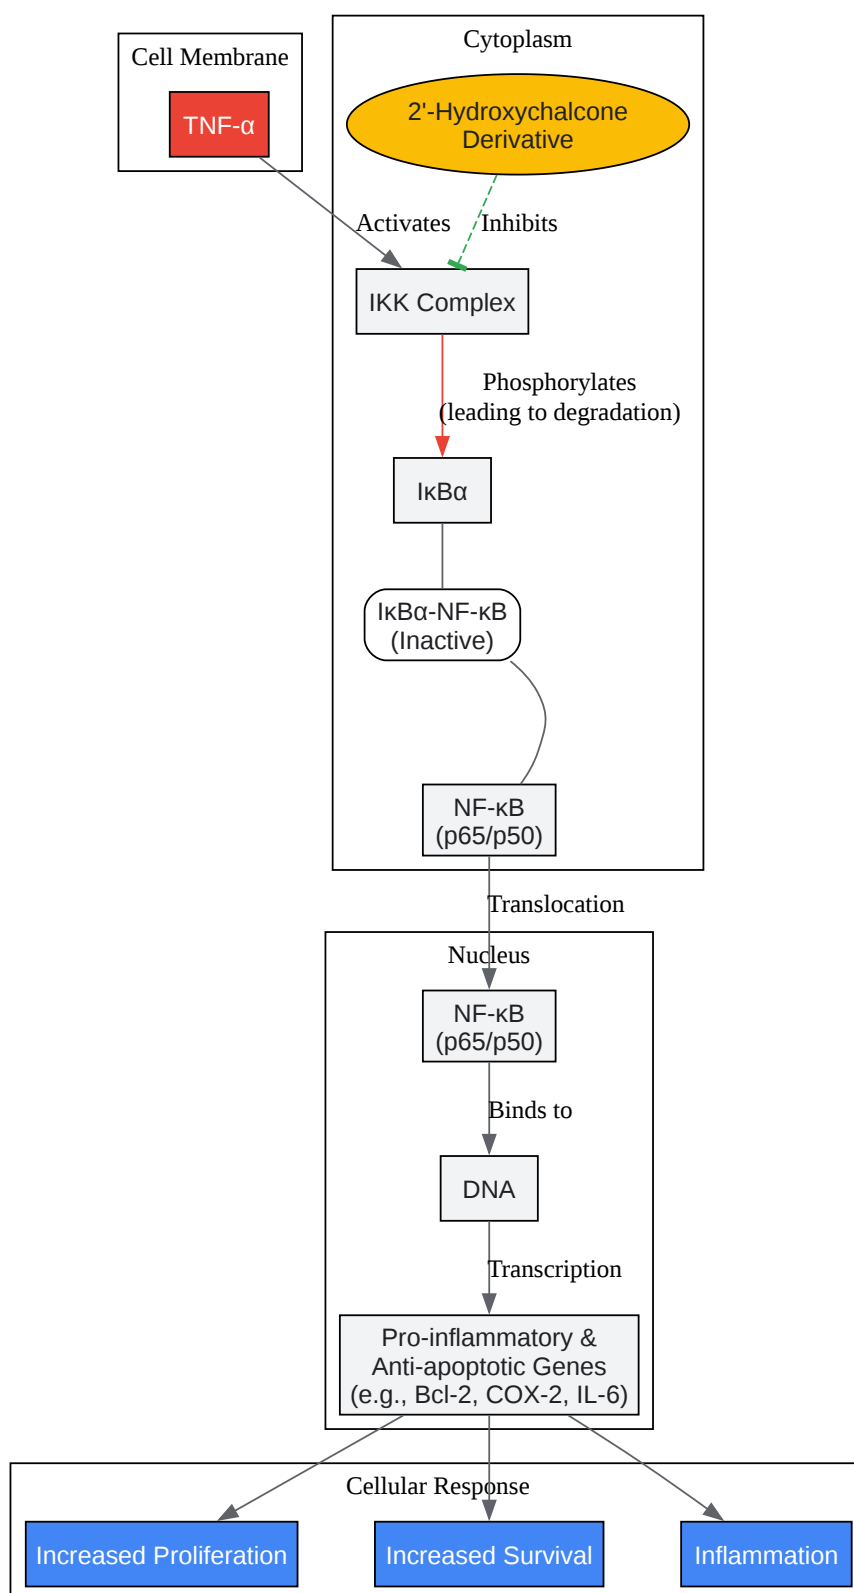 Cell Membrane
TNF-α
Cytoplasm
2'-Hydroxychalcone
Derivative
Activates
Inhibits
IKK Complex
Phosphorylates
(leading to degradation)
IκBα
IκBα-NF-κB
(Inactive)
NF-κB
(p65/p50)
Translocation
Nucleus
NF-κB
(p65/p50)
Binds to
DNA
Transcription
Pro-inflammatory &
Anti-apoptotic Genes
(e.g., Bcl-2, COX-2, IL-6)
Cellular Response
Increased Proliferation
Increased Survival
Inflammation